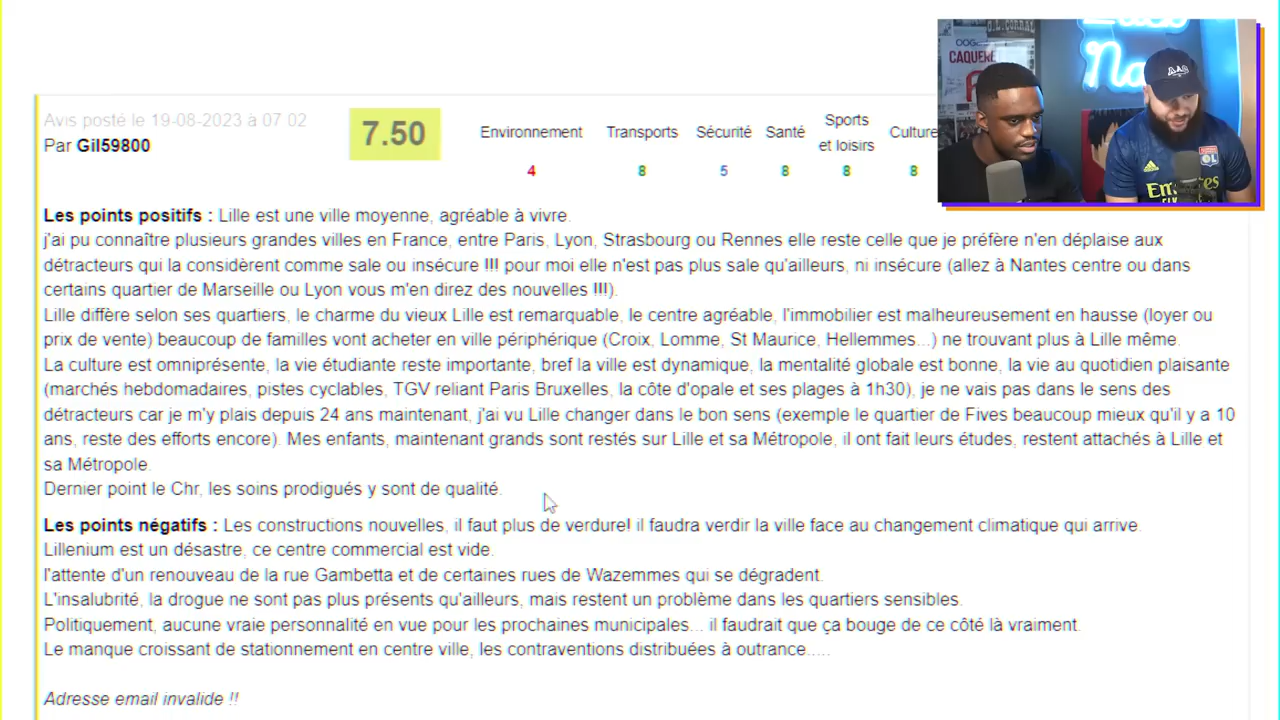 Avis posté le 19-08-2023 à 07 02
Par Gil59800
7.50
Environnement Transports Sécurité Santé Sports et loisirs Culture
4 8 5 8 8 8
Les points positifs : Lille est une ville moyenne, agréable à vivre.
j'ai pu connaître plusieurs grandes villes en France, entre Paris, Lyon, Strasbourg ou Rennes elle reste celle que je préfère n'en déplaise aux
détracteurs qui la considèrent comme sale ou insécure !!! pour moi elle n'est pas plus sale qu'ailleurs, ni insécure (allez à Nantes centre ou dans
certains quartier de Marseille ou Lyon vous m'en direz des nouvelles !!!).
Lille diffère selon ses quartiers, le charme du vieux Lille est remarquable, le centre agréable, l'immobilier est malheureusement en hausse (loyer ou
prix de vente) beaucoup de familles vont acheter en ville périphérique (Croix, Lomme, St Maurice, Hellemmes...) ne trouvant plus à Lille même.
La culture est omniprésente, la vie étudiante reste importante, bref la ville est dynamique, la mentalité globale est bonne, la vie au quotidien plaisante
(marchés hebdomadaires, pistes cyclables, TGV reliant Paris Bruxelles, la côte d'opale et ses plages à 1h30), je ne vais pas dans le sens des
détracteurs car je m'y plais depuis 24 ans maintenant, j'ai vu Lille changer dans le bon sens (exemple le quartier de Fives beaucoup mieux qu'il y a 10
ans, reste des efforts encore). Mes enfants, maintenant grands sont restés sur Lille et sa Métropole, il ont fait leurs études, restent attachés à Lille et
sa Métropole.
Dernier point le Chr, les soins prodigués y sont de qualité.
Les points négatifs : Les constructions nouvelles, il faut plus de verdure! il faudra verdir la ville face au changement climatique qui arrive.
Lillenium est un désastre, ce centre commercial est vide.
l'attente d'un renouveau de la rue Gambetta et de certaines rues de Wazemmes qui se dégradent.
L'insalubrité, la drogue ne sont pas plus présents qu'ailleurs, mais restent un problème dans les quartiers sensibles.
Politiquement, aucune vraie personnalité en vue pour les prochaines municipales... il faudrait que ça bouge de ce côté là vraiment.
Le manque croissant de stationnement en centre ville, les contraventions distribuées à outrance.....
Adresse email invalide !!
CAQUERE